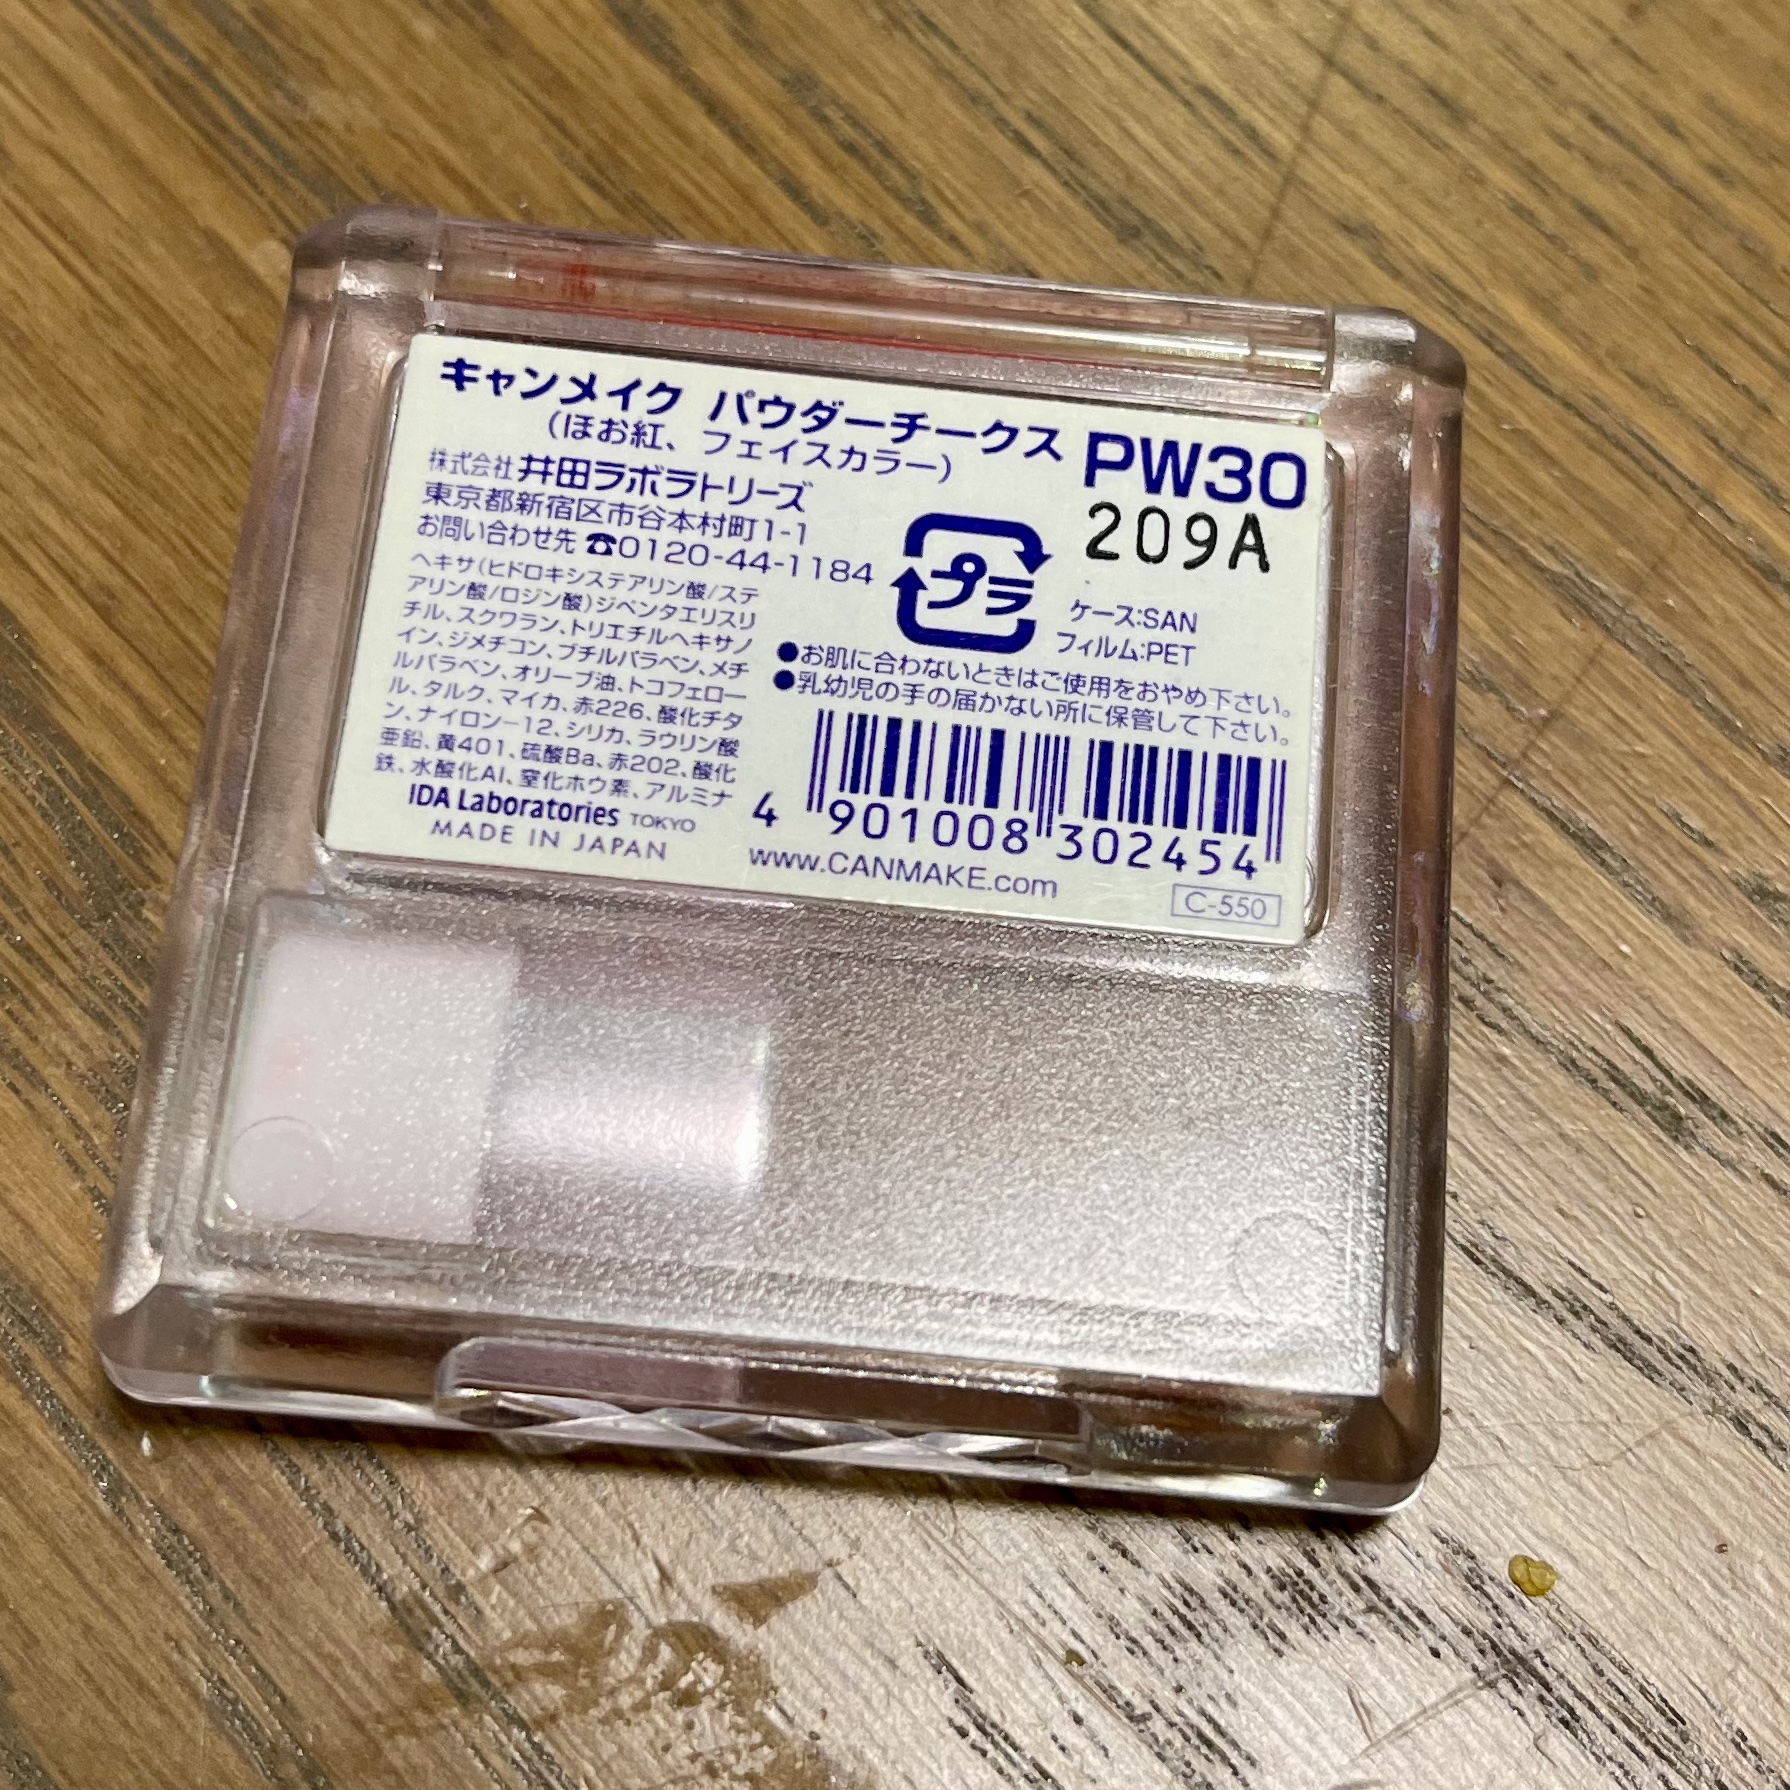 キャンメイク パウダーチークス PW30
(ほお紅、フェイスカラー)
209A
株式会社 井田ラボラトリーズ
東京都新宿区市谷本村町1-1
お問い合わせ先 ☎0120-44-1184
プラ
ケース:SAN
フィルム:PET
ヘキサ(ヒドロキシステアリン酸/ステ
アリン酸/ロジン酸)ジペンタエリスリ
チル、スクワラン、トリエチルヘキサノ
イン、ジメチコン、ブチルパラベン、メチ
ルパラベン、オリーブ油、トコフェロー
ル、タルク、マイカ、赤226、酸化チタ
ン、ナイロン-12、シリカ、ラウリン酸
亜鉛、黄401、硫酸Ba、赤202、酸化
鉄、水酸化Al、窒化ホウ素、アルミナ
IDA Laboratories TOKYO
MADE IN JAPAN
●お肌に合わないときはご使用をおやめ下さい。
●乳幼児の手の届かない所に保管して下さい。
4 901008 302454
www.CANMAKE.com
C-550